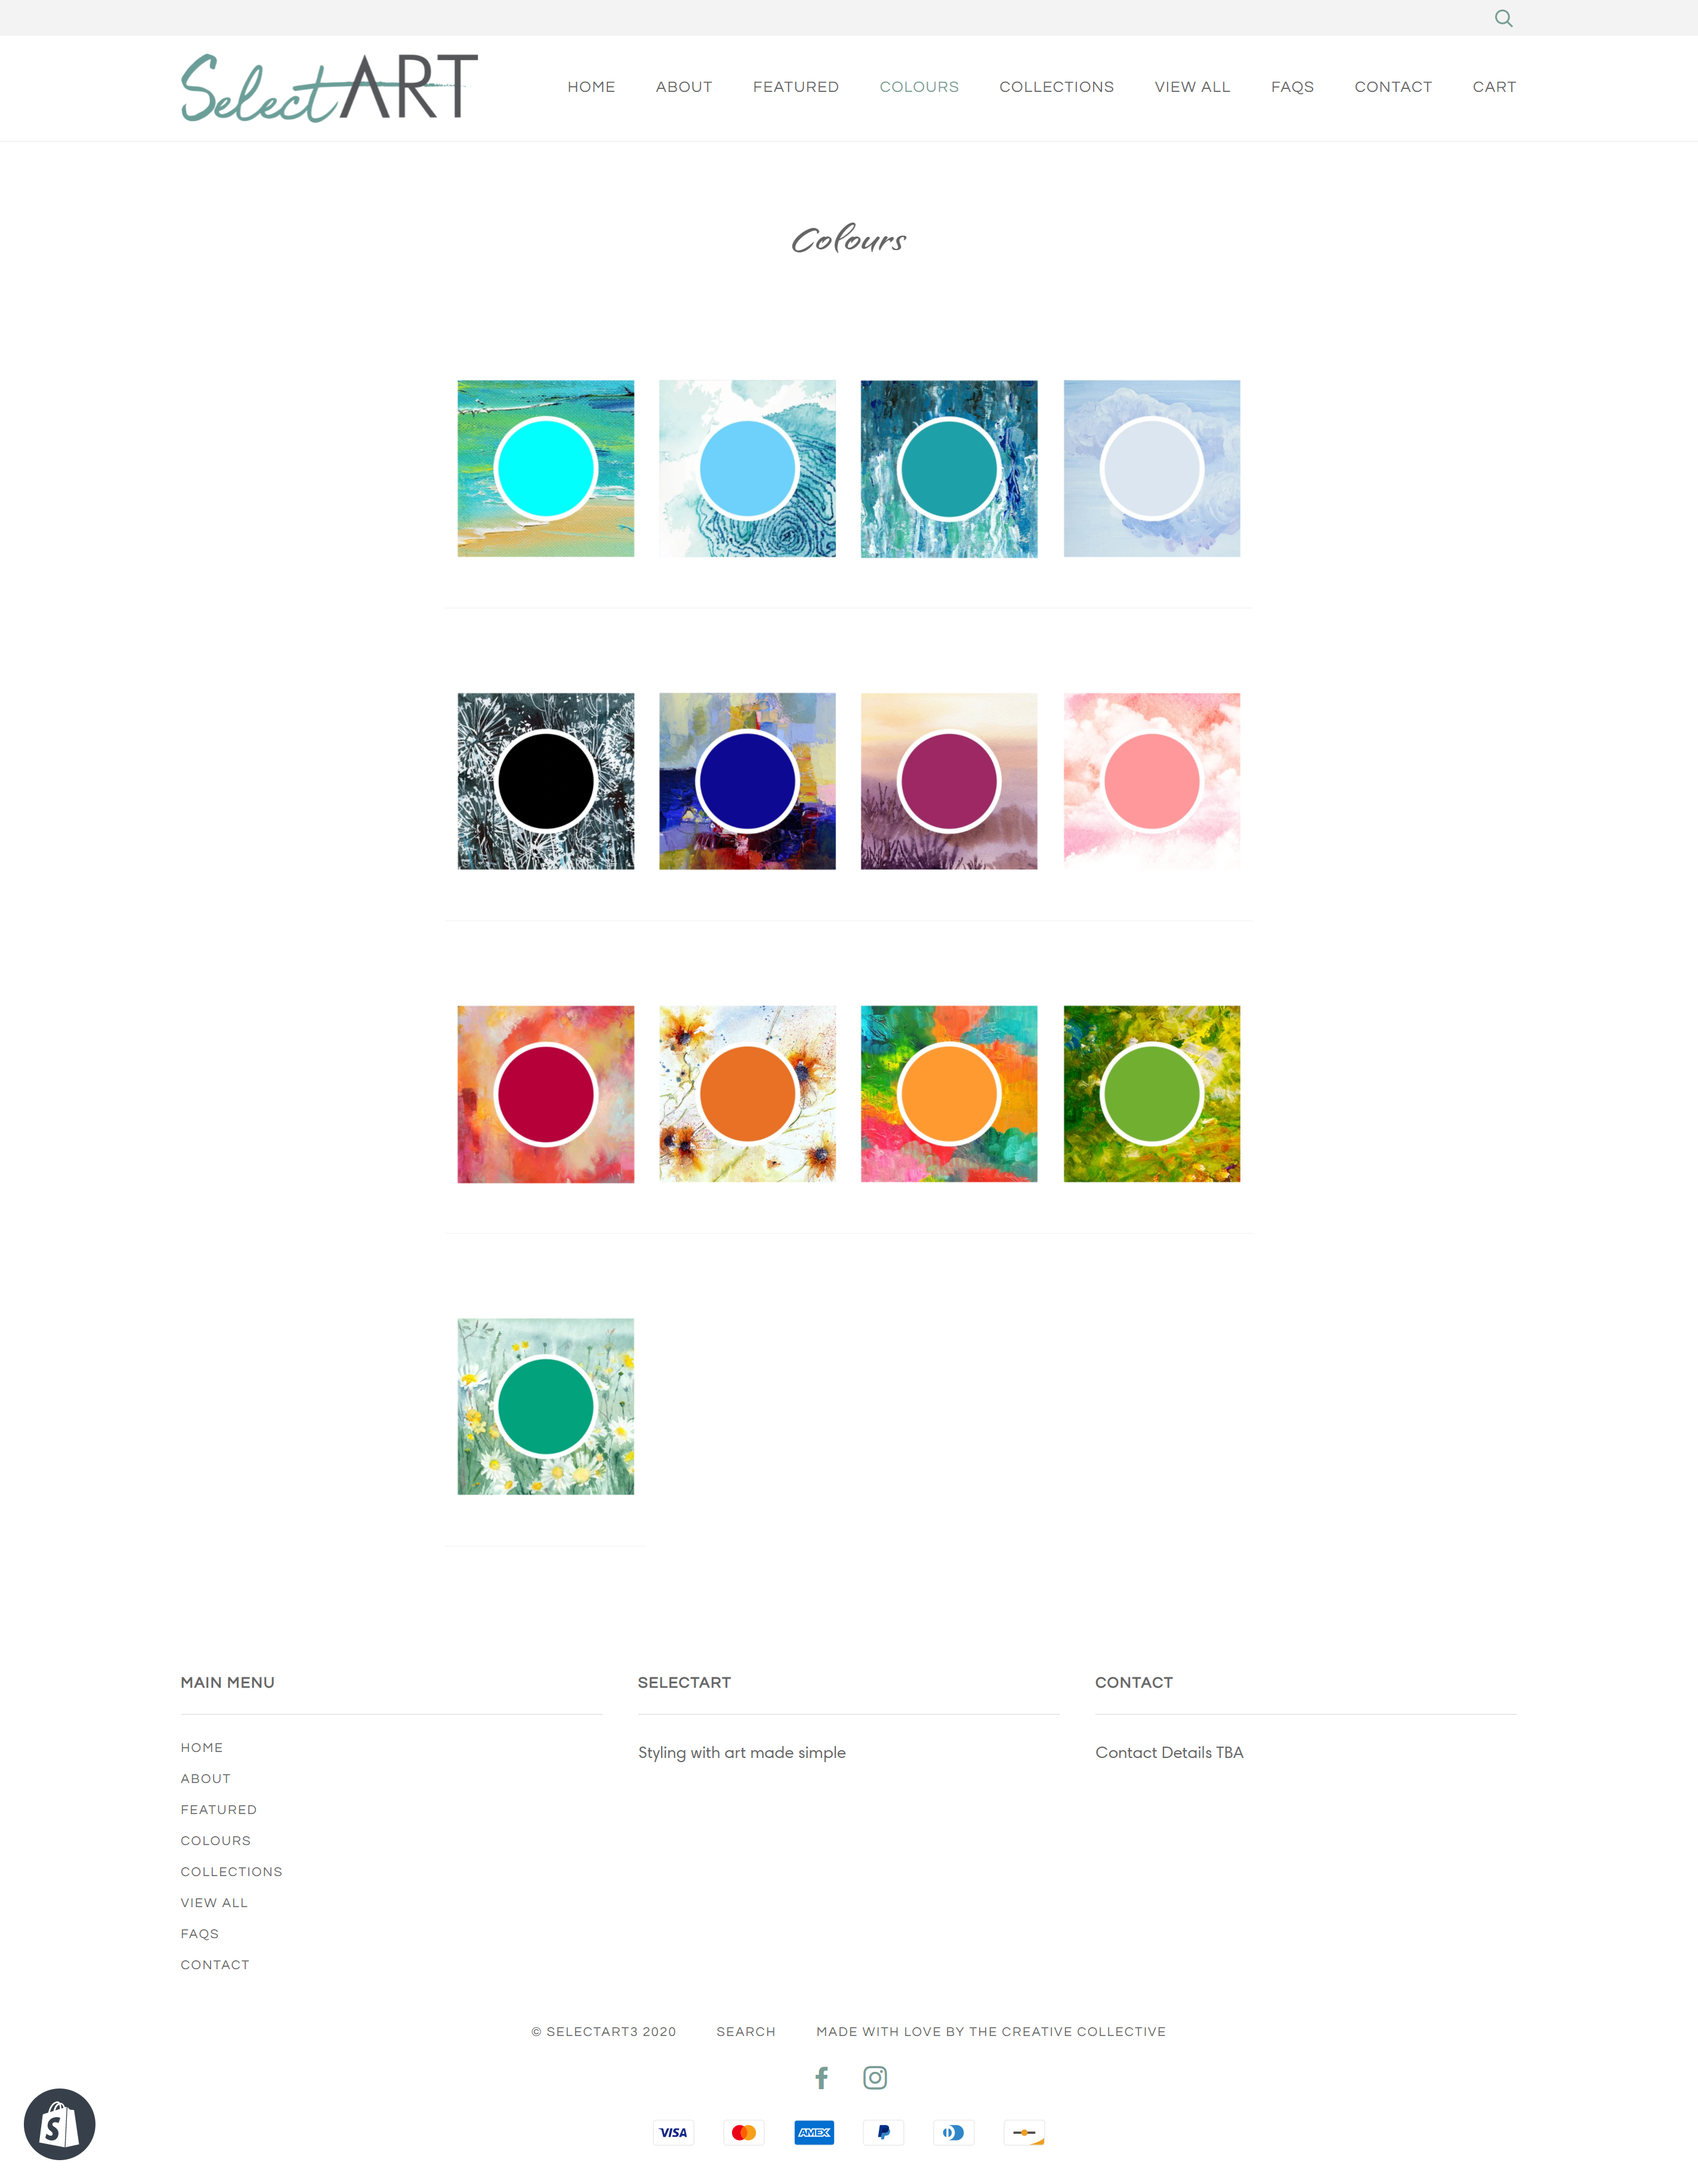 SelectART
HOME ABOUT FEATURED COLOURS COLLECTIONS VIEW ALL FAQS CONTACT CART
Colours
MAIN MENU
HOME
ABOUT
FEATURED
COLOURS
COLLECTIONS
VIEW ALL
FAQS
CONTACT
SELECTART
Styling with art made simple
CONTACT
Contact Details TBA
© SELECTART3 2020 SEARCH MADE WITH LOVE BY THE CREATIVE COLLECTIVE
S
VISA AMEX